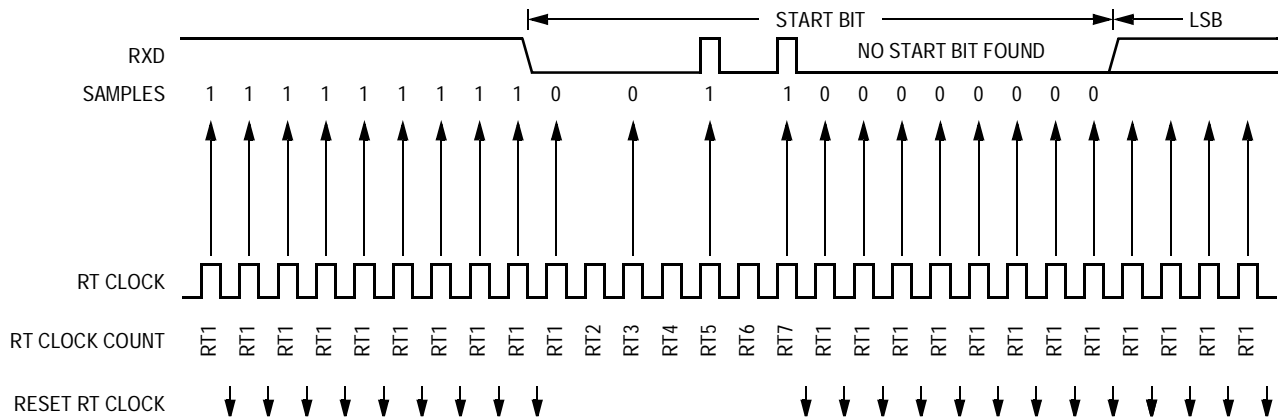 START BIT LSB
RXD NO START BIT FOUND
SAMPLES 1 1 1 1 1 1 1 1 1 0 0 1 1 0 0 0 0 0 0 0 0
RT CLOCK
RT CLOCK COUNT RT1 RT1 RT1 RT1 RT1 RT1 RT1 RT1 RT1 RT1 RT2 RT3 RT4 RT5 RT6 RT7 RT1 RT1 RT1 RT1 RT1 RT1 RT1 RT1 RT1 RT1 RT1 RT1
RESET RT CLOCK